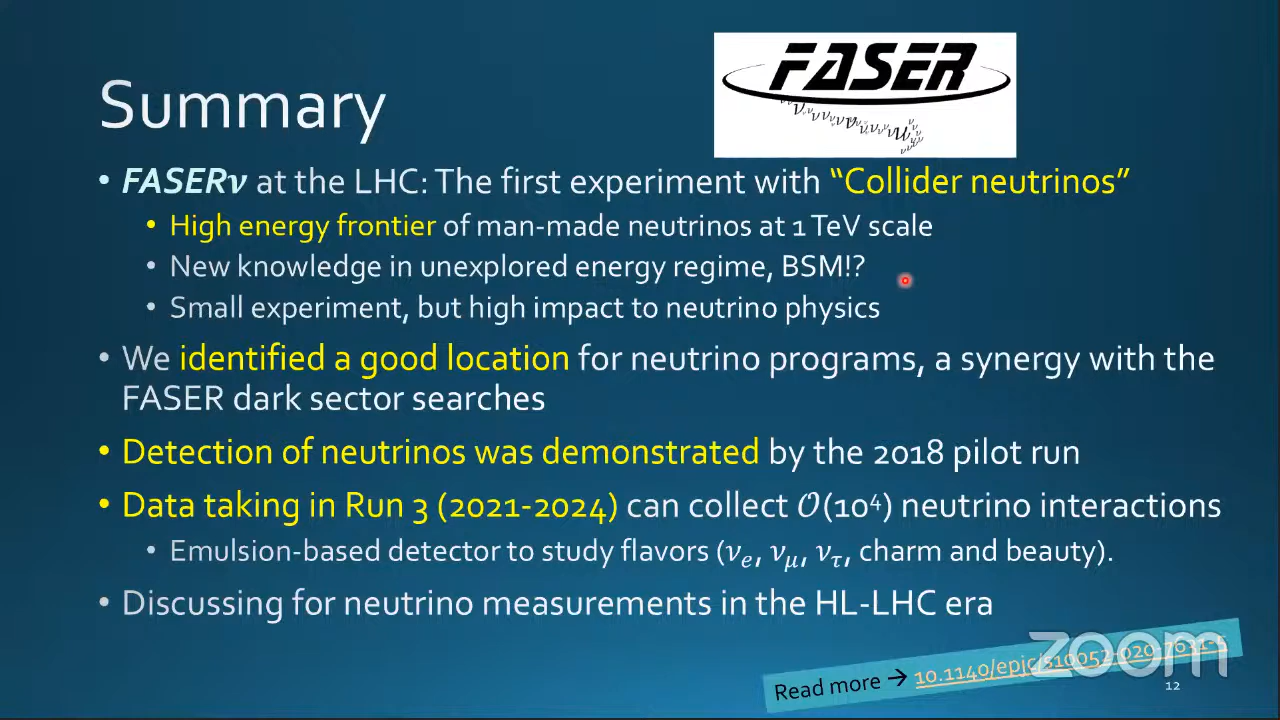 FASER
Summary
• FASERν at the LHC: The first experiment with “Collider neutrinos”
• High energy frontier of man-made neutrinos at 1 TeV scale
• New knowledge in unexplored energy regime, BSM!?
• Small experiment, but high impact to neutrino physics
• We identified a good location for neutrino programs, a synergy with the
FASER dark sector searches
• Detection of neutrinos was demonstrated by the 2018 pilot run
• Data taking in Run 3 (2021-2024) can collect 𝒪(10⁴) neutrino interactions
• Emulsion-based detector to study flavors (νₑ, ν_μ, ν_τ, charm and beauty).
• Discussing for neutrino measurements in the HL-LHC era
Read more → 10.1140/epjc/s10052-020-7631-5
zoom
12